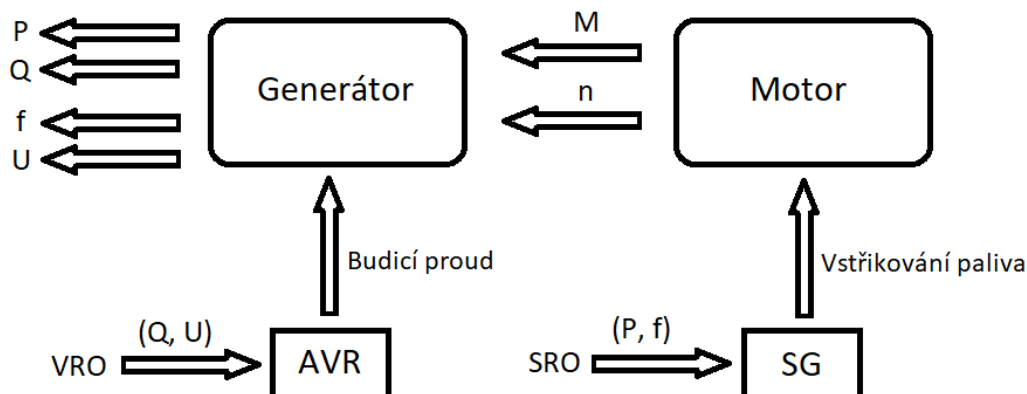 P
Q
f
U
Generátor
M
n
Motor
Budicí proud
Vstřikování paliva
VRO
(Q, U)
AVR
SRO
(P, f)
SG